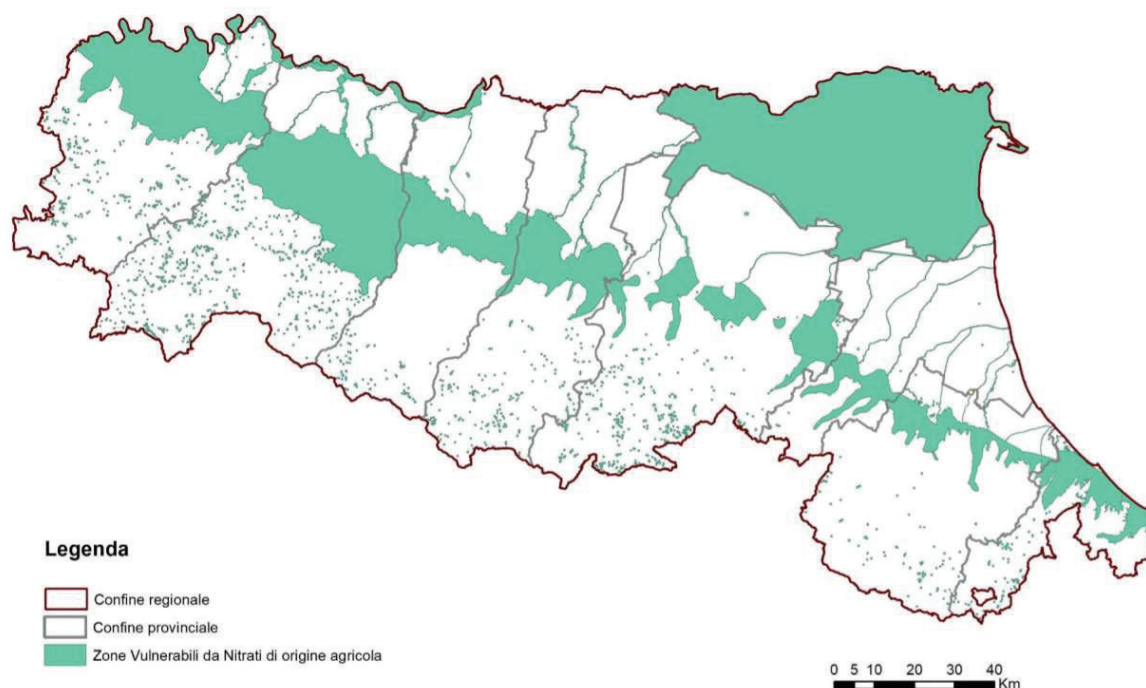 Legenda
Confine regionale
Confine provinciale
Zone Vulnerabili da Nitrati di origine agricola
0 5 10 20 30 40
Km